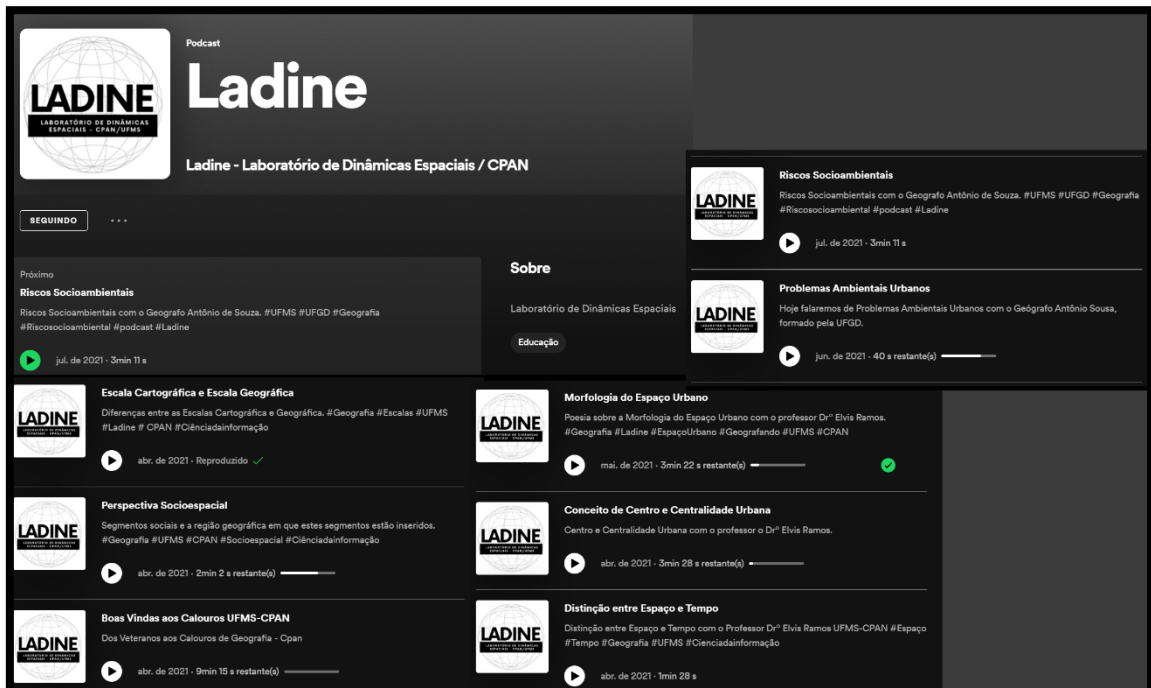 LADINE
LABORATÓRIO DE DINÂMICAS
ESPACIAIS - CPAN/UFMS
Podcast
Ladine
Ladine - Laboratório de Dinâmicas Espaciais / CPAN
SEGUINDO
Próximo
Riscos Socioambientais
Riscos Socioambientais com o Geografo Antônio de Souza. #UFMS #UFGD #Geografia
#Riscosocioambiental #podcast #Ladine
jul. de 2021 · 3min 11 s
Sobre
Laboratório de Dinâmicas Espaciais
Educação
LADINE
Riscos Socioambientais
Riscos Socioambientais com o Geografo Antônio de Souza. #UFMS #UFGD #Geografia
#Riscosocioambiental #podcast #Ladine
jul. de 2021 · 3min 11 s
LADINE
Problemas Ambientais Urbanos
Hoje falaremos de Problemas Ambientais Urbanos com o Geógrafo Antônio Sousa,
formado pela UFGD.
jun. de 2021 · 40 s restante(s)
LADINE
Escala Cartográfica e Escala Geográfica
Diferenças entre as Escalas Cartográfica e Geográfica. #Geografia #Escalas #UFMS
#Ladine # CPAN #Ciênciadainformação
abr. de 2021 · Reproduzido
LADINE
Perspectiva Socioespacial
Segmentos sociais e a região geográfica em que estes segmentos estão inseridos.
#Geografia #UFMS #CPAN #Socioespacial #Ciênciadainformação
abr. de 2021 · 2min 2 s restante(s)
LADINE
Boas Vindas aos Calouros UFMS-CPAN
Dos Veteranos aos Calouros de Geografia - Cpan
abr. de 2021 · 9min 15 s restante(s)
LADINE
Morfologia do Espaço Urbano
Poesia sobre a Morfologia do Espaço Urbano com o professor Drº Elvis Ramos.
#Geografia #Ladine #EspaçoUrbano #Geografando #UFMS #CPAN
mai. de 2021 · 3min 22 s restante(s)
LADINE
Conceito de Centro e Centralidade Urbana
Centro e Centralidade Urbana com o professor o Drº Elvis Ramos.
abr. de 2021 · 3min 28 s restante(s)
LADINE
Distinção entre Espaço e Tempo
Distinção entre Espaço e Tempo com o Professor Drº Elvis Ramos UFMS-CPAN #Espaço
#Tempo #Geografia #UFMS #Cienciadainformação
abr. de 2021 · 1min 28 s